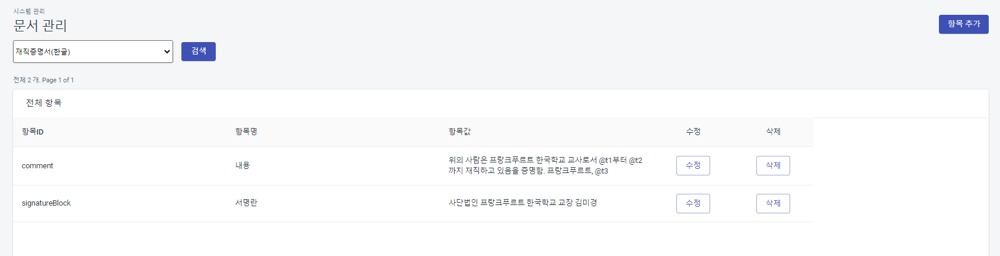 시스템 관리
문서 관리
항목 추가
재직증명서(한글)
검색
전체 2 개. Page 1 of 1
전체 항목
항목ID 항목명 항목값 수정 삭제
comment 내용 위의 사람은 프랑크푸르트 한국학교 교사로서 @t1부터 @t2
까지 재직하고 있음을 증명함. 프랑크푸르트, @t3 수정 삭제
signatureBlock 서명란 사단법인 프랑크푸르트 한국학교 교장 김미경 수정 삭제